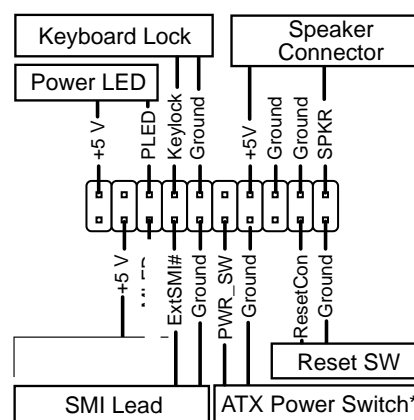 Keyboard Lock
Speaker
Connector
Power LED
+5 V
PLED
Keylock
Ground
+5V
Ground
Ground
SPKR
+5 V
ExtSMI#
Ground
PWR_SW
Ground
ResetCon
Ground
Reset SW
SMI Lead
ATX Power Switch*